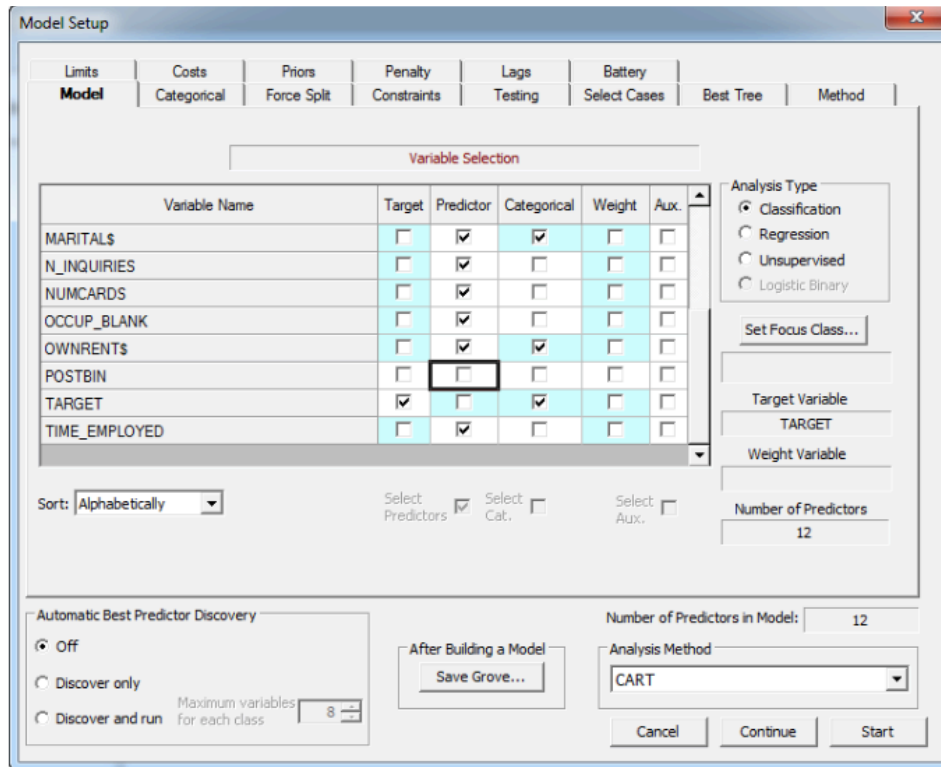 Model Setup
Limits Costs Priors Penalty Lags Battery
Model Categorical Force Split Constraints Testing Select Cases Best Tree Method
Variable Selection
Variable Name Target Predictor Categorical Weight Aux.
MARITAL$
N_INQUIRIES
NUMCARDS
OCCUP_BLANK
OWNRENT$
POSTBIN
TARGET
TIME_EMPLOYED
Sort: Alphabetically
Select Predictors
Select Cat.
Select Aux.
Analysis Type
Classification
Regression
Unsupervised
Logistic Binary
Set Focus Class...
Target Variable
TARGET
Weight Variable
Number of Predictors
12
Automatic Best Predictor Discovery
Off
Discover only
Discover and run
Maximum variables
for each class
8
After Building a Model
Save Grove...
Number of Predictors in Model: 12
Analysis Method
CART
Cancel Continue Start